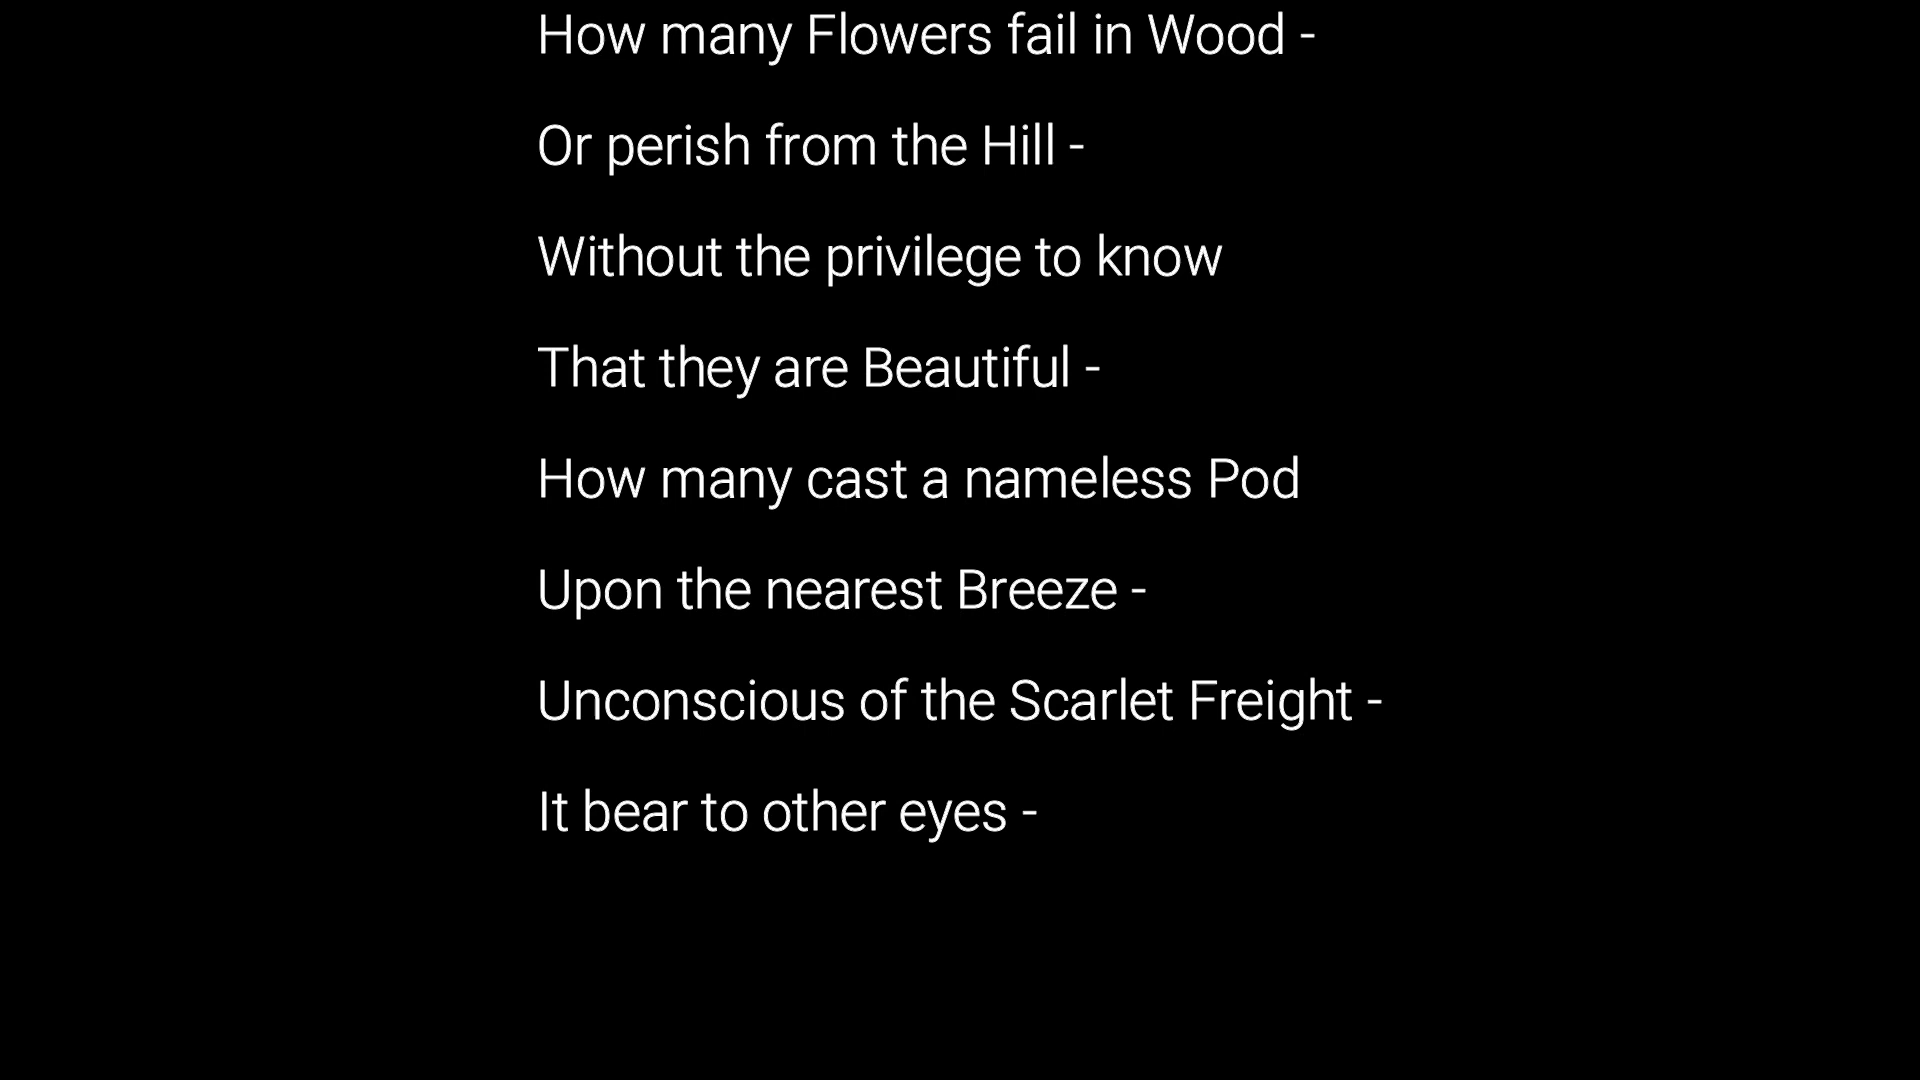 How many Flowers fail in Wood -
Or perish from the Hill -
Without the privilege to know
That they are Beautiful -
How many cast a nameless Pod
Upon the nearest Breeze -
Unconscious of the Scarlet Freight -
It bear to other eyes -